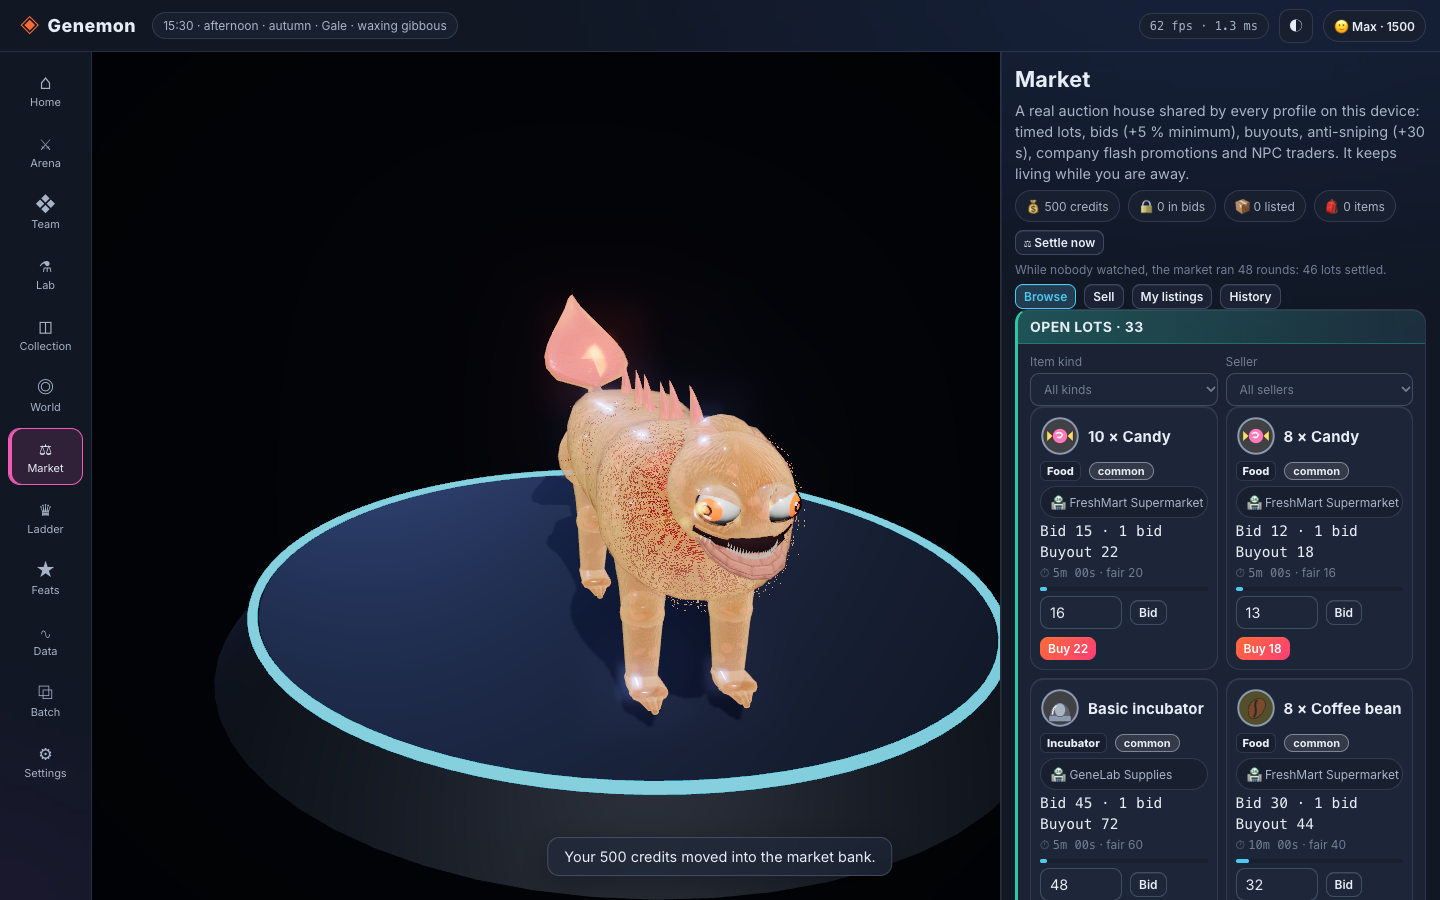 Genemon
15:30 · afternoon · autumn · Gale · waxing gibbous
62 fps · 1.3 ms
Max · 1500
Home
Arena
Team
Lab
Collection
World
Market
Ladder
Feats
Data
Batch
Settings
Your 500 credits moved into the market bank.
Market
A real auction house shared by every profile on this device:
timed lots, bids (+5 % minimum), buyouts, anti-sniping (+30
s), company flash promotions and NPC traders. It keeps
living while you are away.
500 credits
0 in bids
0 listed
0 items
Settle now
While nobody watched, the market ran 48 rounds: 46 lots settled.
Browse
Sell
My listings
History
OPEN LOTS · 33
Item kind
Seller
All kinds
All sellers
10 × Candy
Food
common
FreshMart Supermarket
Bid 15 · 1 bid
Buyout 22
5m 00s · fair 20
16
Bid
Buy 22
8 × Candy
Food
common
FreshMart Supermarket
Bid 12 · 1 bid
Buyout 18
5m 00s · fair 16
13
Bid
Buy 18
Basic incubator
Incubator
common
GeneLab Supplies
Bid 45 · 1 bid
Buyout 72
5m 00s · fair 60
48
Bid
8 × Coffee bean
Food
common
FreshMart Supermarket
Bid 30 · 1 bid
Buyout 44
10m 00s · fair 40
32
Bid